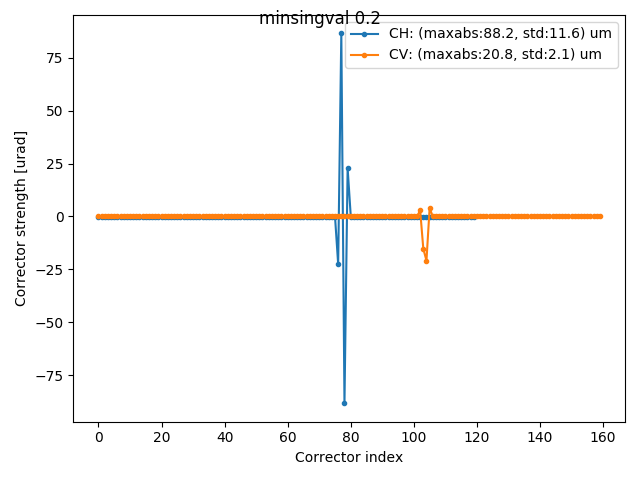 minsingval 0.2
CH: (maxabs:88.2, std:11.6) um
CV: (maxabs:20.8, std:2.1) um
Corrector strength [urad]
75
50
25
0
−25
−50
−75
0 20 40 60 80 100 120 140 160
Corrector index